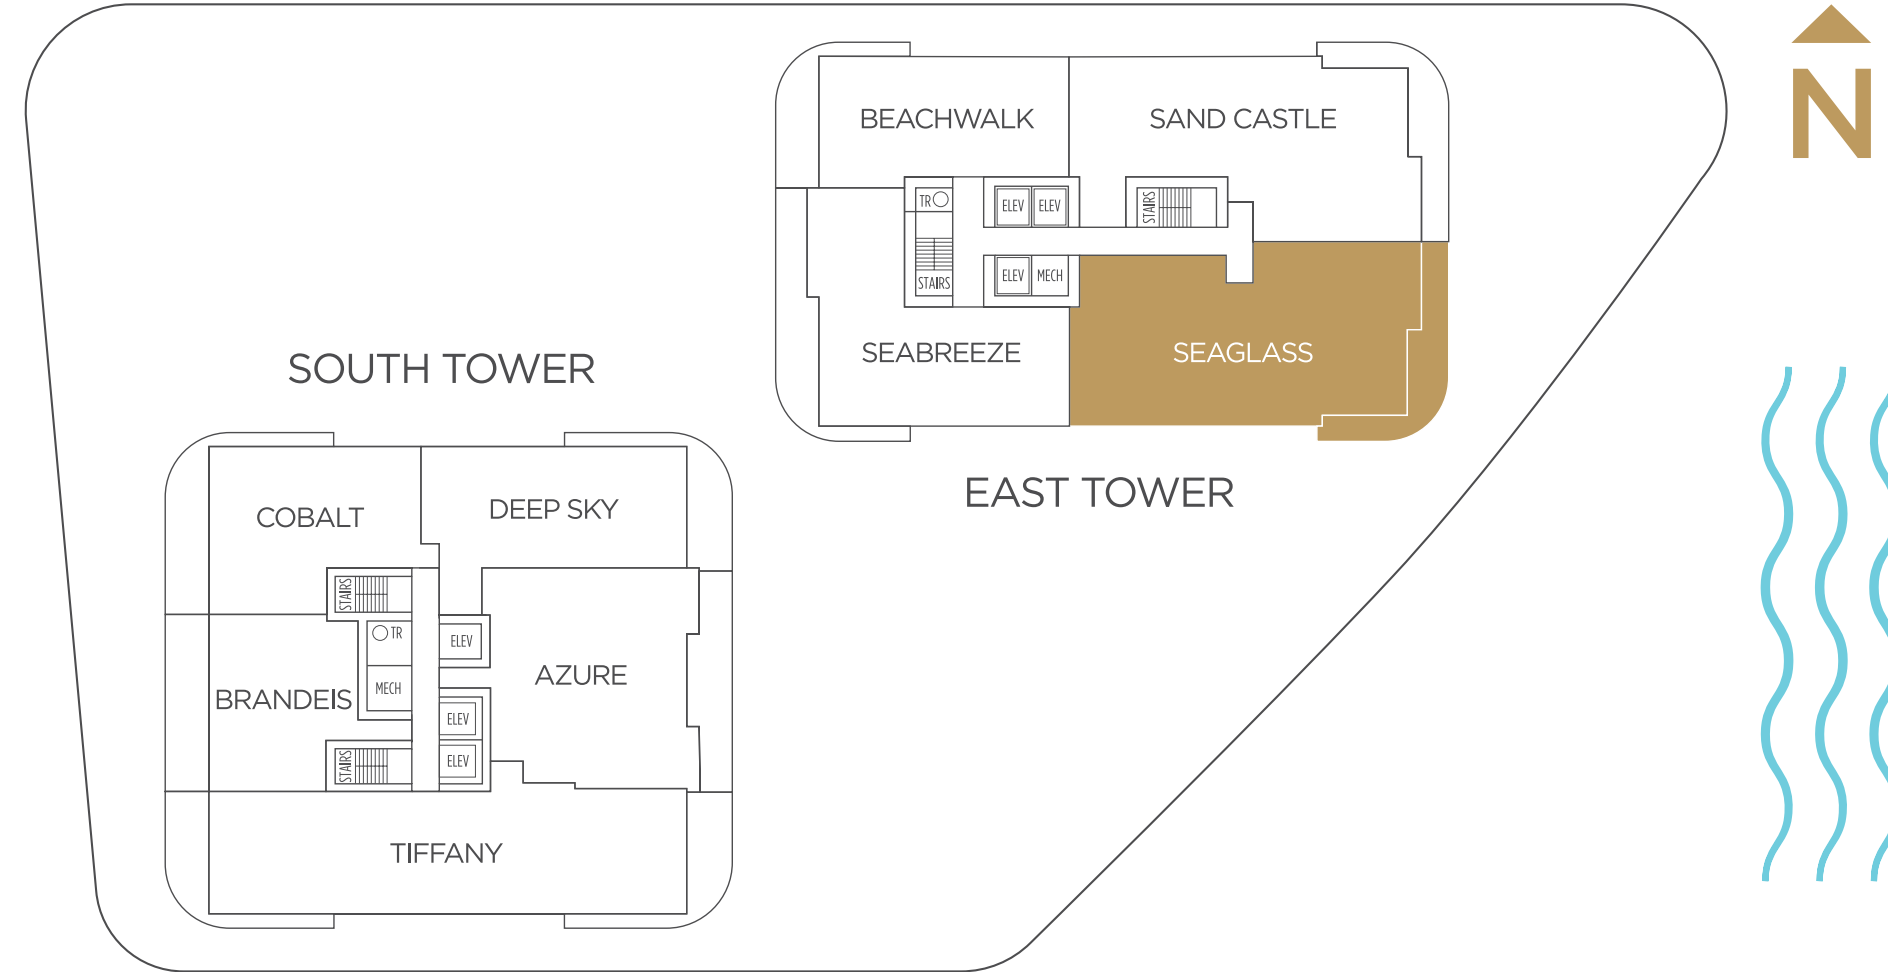 N
BEACHWALK
SAND CASTLE
TR
ELEV
ELEV
STAIRS
ELEV
MECH
STAIRS
SEABREEZE
SEAGLASS
EAST TOWER
SOUTH TOWER
COBALT
DEEP SKY
STAIRS
TR
ELEV
MECH
BRANDEIS
AZURE
ELEV
ELEV
STAIRS
TIFFANY